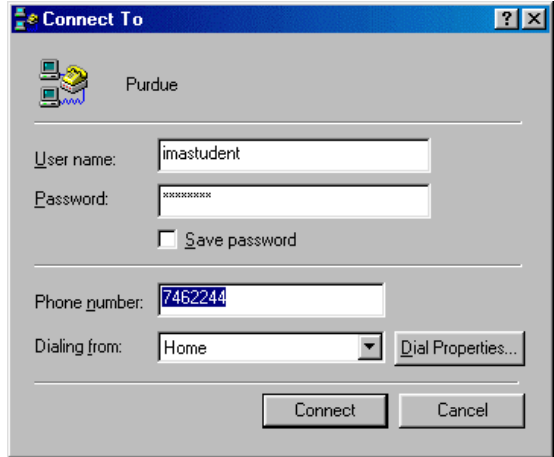 Connect To
Purdue
User name: imastudent
Password: ********
Save password
Phone number: 7462244
Dialing from: Home Dial Properties...
Connect Cancel